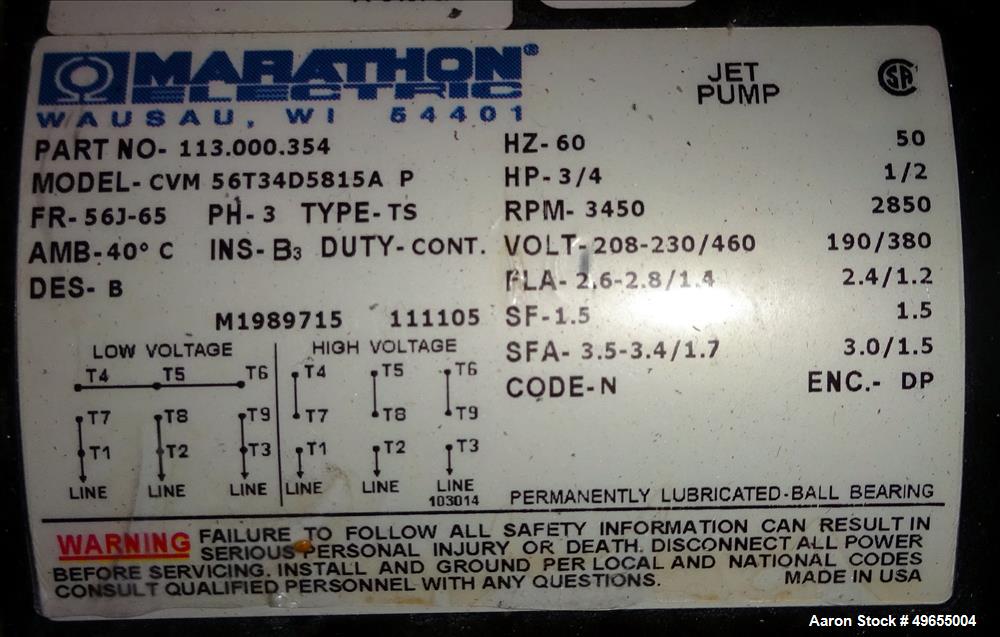 MARATHON®
ELECTRIC
WAUSAU, WI 54401
JET
PUMP
SA
PART NO- 113.000.354
MODEL- CVM 56T34D5815A P
FR- 56J-65 PH- 3 TYPE- TS
AMB- 40° C INS- B3 DUTY- CONT.
DES- B
HZ- 60 50
HP- 3/4 1/2
RPM- 3450 2850
VOLT- 208-230/460 190/380
FLA- 2.6-2.8/1.4 2.4/1.2
SF- 1.5 1.5
SFA- 3.5-3.4/1.7 3.0/1.5
CODE- N ENC.- DP
M1989715 111105
LOW VOLTAGE
T4 T5 T6
T7 T8 T9
T1 T2 T3
LINE LINE LINE
HIGH VOLTAGE
T4 T5 T6
T7 T8 T9
T1 T2 T3
LINE LINE LINE
103014
PERMANENTLY LUBRICATED-BALL BEARING
WARNING FAILURE TO FOLLOW ALL SAFETY INFORMATION CAN RESULT IN
SERIOUS PERSONAL INJURY OR DEATH. DISCONNECT ALL POWER
BEFORE SERVICING. INSTALL AND GROUND PER LOCAL AND NATIONAL CODES
CONSULT QUALIFIED PERSONNEL WITH ANY QUESTIONS. MADE IN USA
Aaron Stock # 49655004